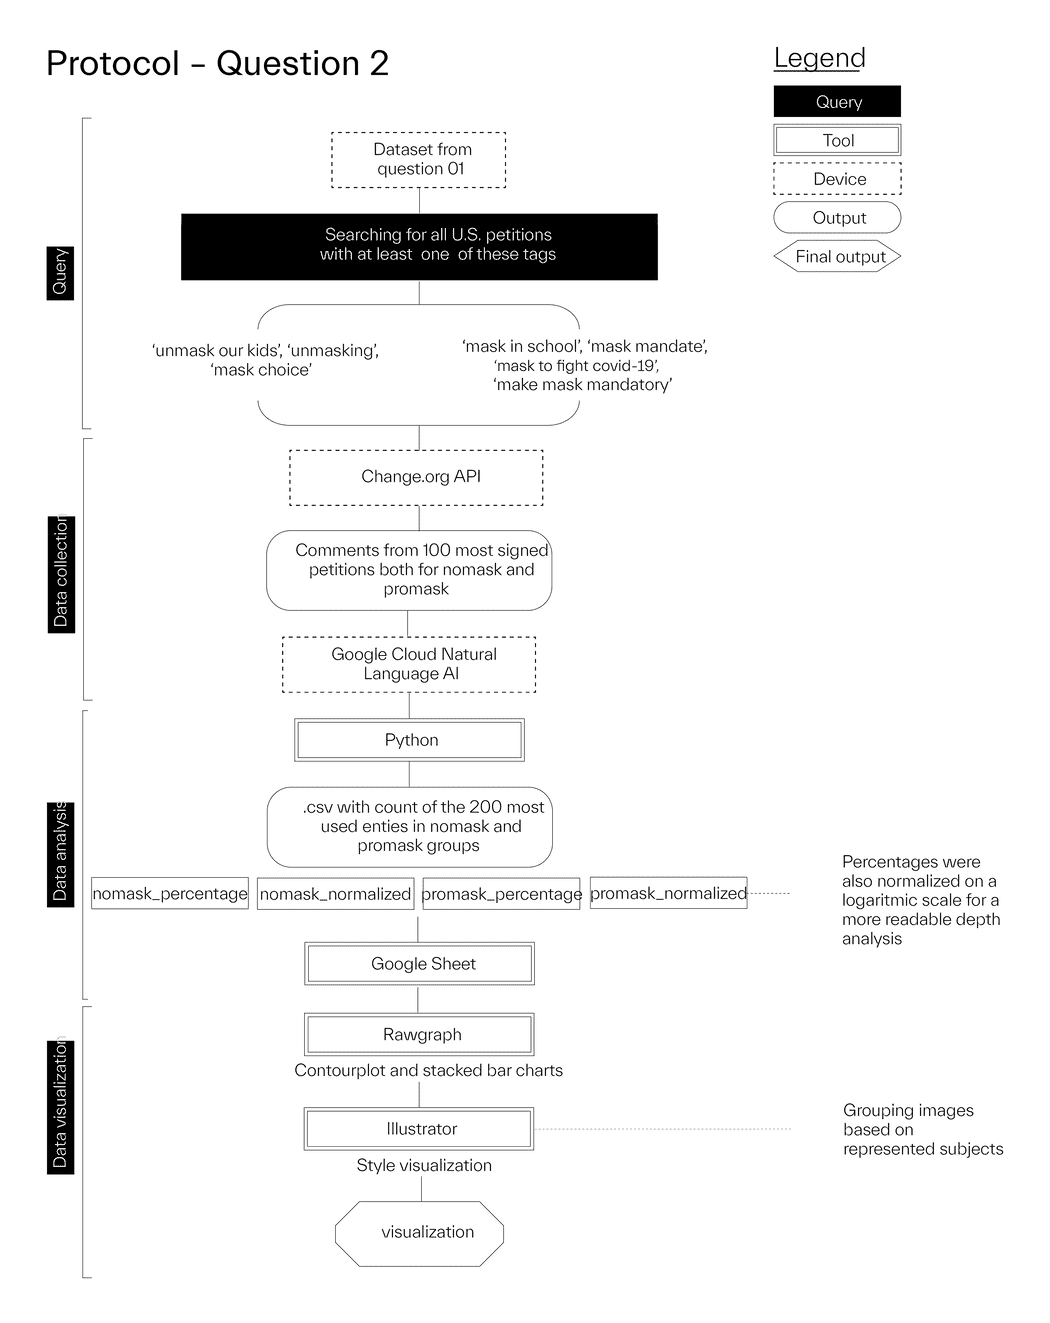 Protocol – Question 2
Legend
Query
Tool
Device
Output
Final output
Query
Dataset from
question 01
Searching for all U.S. petitions
with at least one of these tags
‘unmask our kids’, ‘unmasking’,
‘mask choice’
‘mask in school’, ‘mask mandate’,
‘mask to fight covid-19’,
‘make mask mandatory’
Data collection
Change.org API
Comments from 100 most signed
petitions both for nomask and
promask
Google Cloud Natural
Language AI
Data analysis
Python
.csv with count of the 200 most
used enties in nomask and
promask groups
nomask_percentage
nomask_normalized
promask_percentage
promask_normalized
Percentages were
also normalized on a
logaritmic scale for a
more readable depth
analysis
Google Sheet
Data visualization
Rawgraph
Contourplot and stacked bar charts
Illustrator
Grouping images
based on
represented subjects
Style visualization
visualization